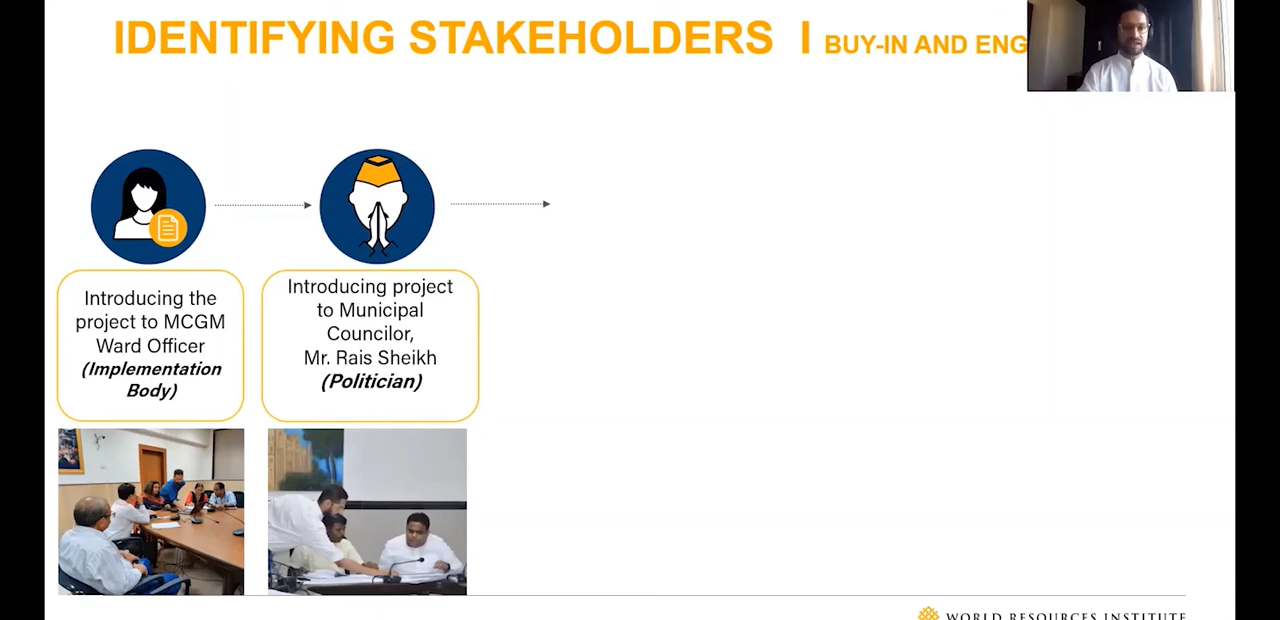 IDENTIFYING STAKEHOLDERS | BUY-IN AND ENG
Introducing the
project to MCGM
Ward Officer
(Implementation
Body)
Introducing project
to Municipal
Councilor,
Mr. Rais Sheikh
(Politician)
WORLD RESOURCES INSTITUTE